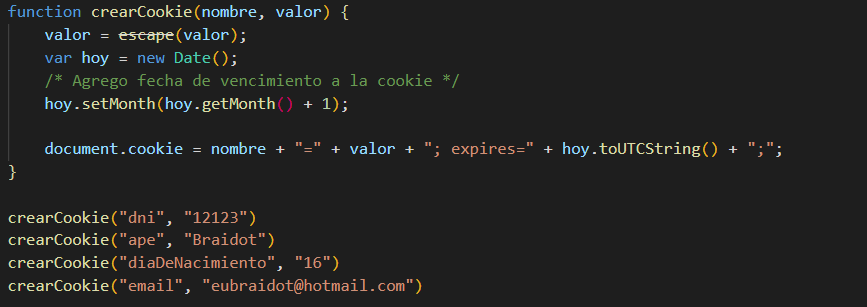 function crearCookie(nombre, valor) {
    valor = escape(valor);
    var hoy = new Date();
    /* Agrego fecha de vencimiento a la cookie */
    hoy.setMonth(hoy.getMonth() + 1);

    document.cookie = nombre + "=" + valor + "; expires=" + hoy.toUTCString() + ";";
}

crearCookie("dni", "12123")
crearCookie("ape", "Braidot")
crearCookie("diaDeNacimiento", "16")
crearCookie("email", "eubraidot@hotmail.com")